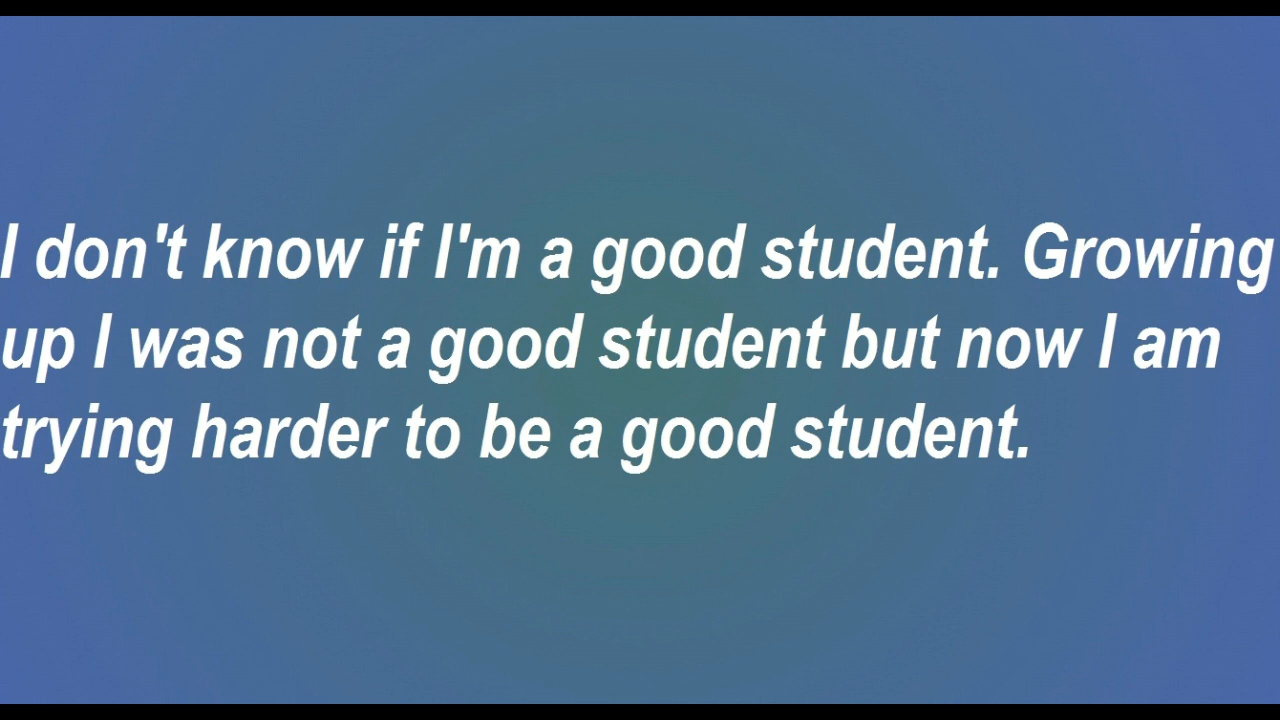 I don't know if I'm a good student. Growing
up I was not a good student but now I am
trying harder to be a good student.